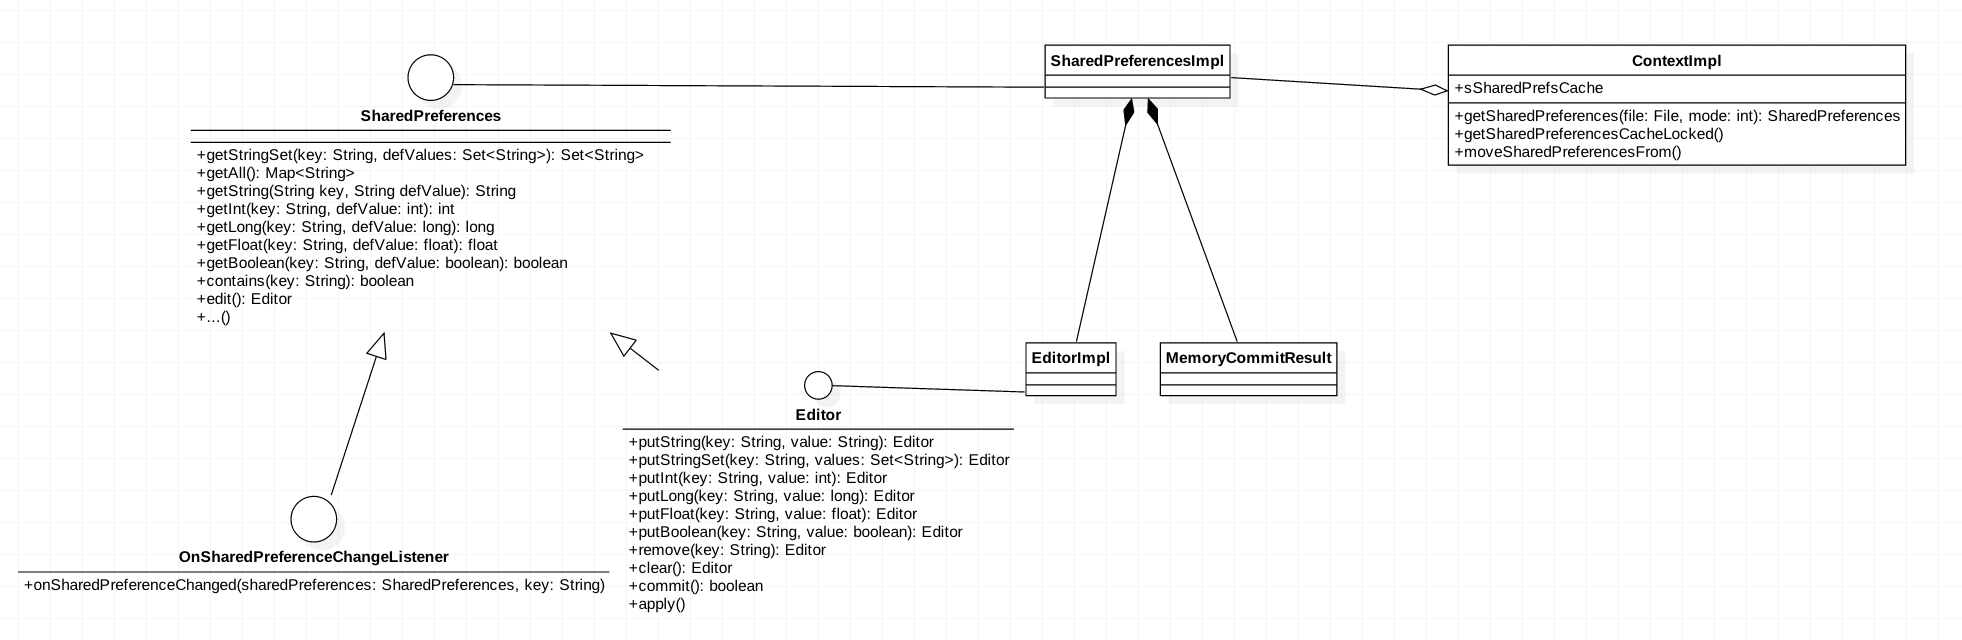 SharedPreferences
+getStringSet(key: String, defValues: Set<String>): Set<String>
+getAll(): Map<String>
+getString(String key, String defValue): String
+getInt(key: String, defValue: int): int
+getLong(key: String, defValue: long): long
+getFloat(key: String, defValue: float): float
+getBoolean(key: String, defValue: boolean): boolean
+contains(key: String): boolean
+edit(): Editor
+...()
SharedPreferencesImpl
ContextImpl
+sSharedPrefsCache
+getSharedPreferences(file: File, mode: int): SharedPreferences
+getSharedPreferencesCacheLocked()
+moveSharedPreferencesFrom()
EditorImpl
MemoryCommitResult
Editor
+putString(key: String, value: String): Editor
+putStringSet(key: String, values: Set<String>): Editor
+putInt(key: String, value: int): Editor
+putLong(key: String, value: long): Editor
+putFloat(key: String, value: float): Editor
+putBoolean(key: String, value: boolean): Editor
+remove(key: String): Editor
+clear(): Editor
+commit(): boolean
+apply()
OnSharedPreferenceChangeListener
+onSharedPreferenceChanged(sharedPreferences: SharedPreferences, key: String)